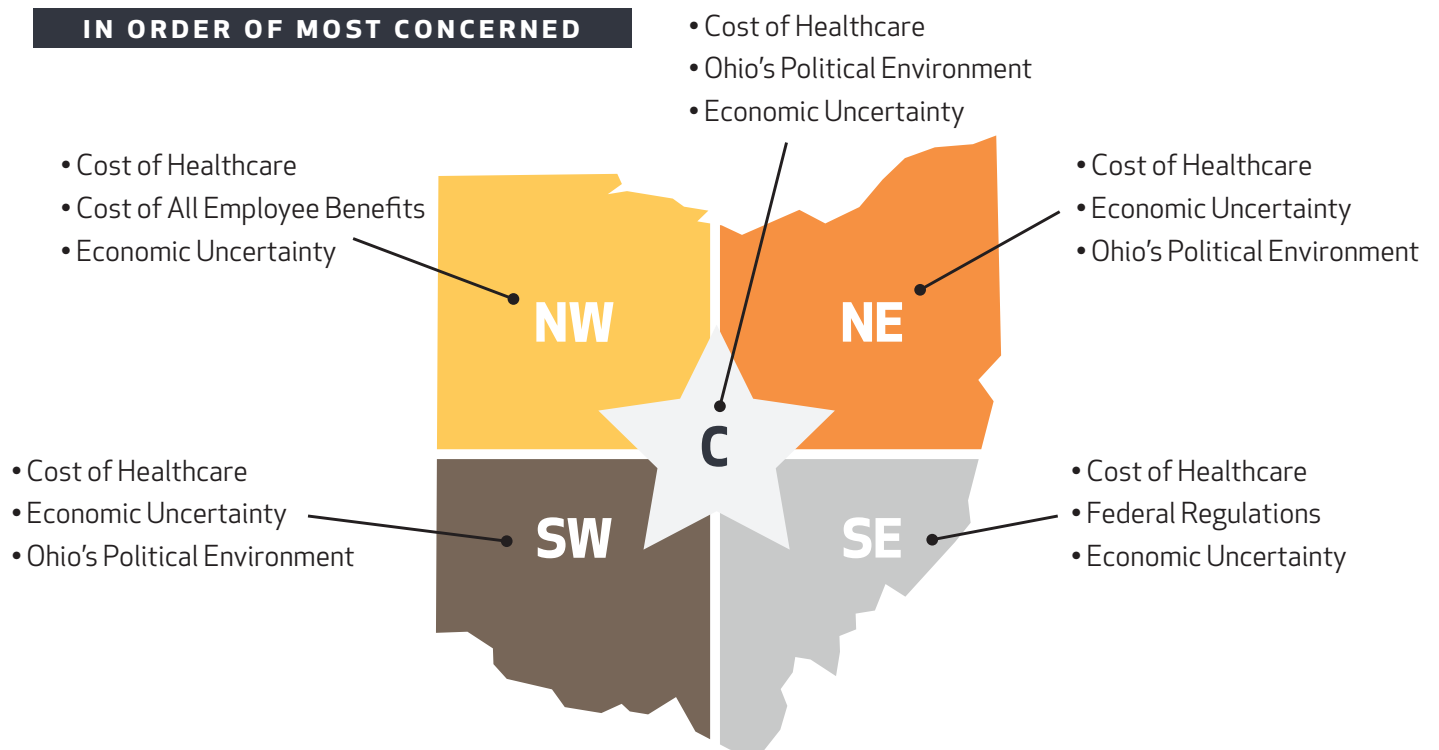 IN ORDER OF MOST CONCERNED
• Cost of Healthcare
• Ohio's Political Environment
• Economic Uncertainty
• Cost of Healthcare
• Cost of All Employee Benefits
• Economic Uncertainty
• Cost of Healthcare
• Economic Uncertainty
• Ohio's Political Environment
NW
NE
C
• Cost of Healthcare
• Economic Uncertainty
• Ohio's Political Environment
SW
SE
• Cost of Healthcare
• Federal Regulations
• Economic Uncertainty